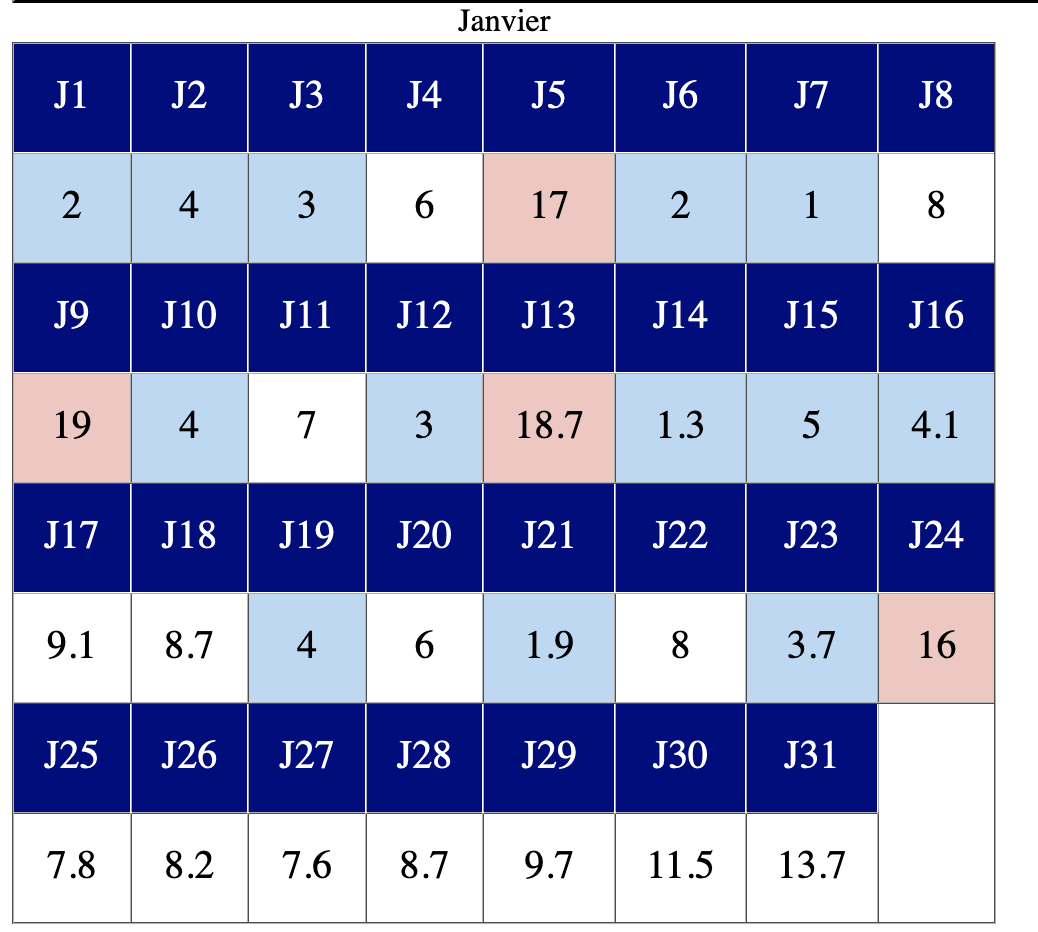 Janvier
J1 J2 J3 J4 J5 J6 J7 J8
2 4 3 6 17 2 1 8
J9 J10 J11 J12 J13 J14 J15 J16
19 4 7 3 18.7 1.3 5 4.1
J17 J18 J19 J20 J21 J22 J23 J24
9.1 8.7 4 6 1.9 8 3.7 16
J25 J26 J27 J28 J29 J30 J31
7.8 8.2 7.6 8.7 9.7 11.5 13.7